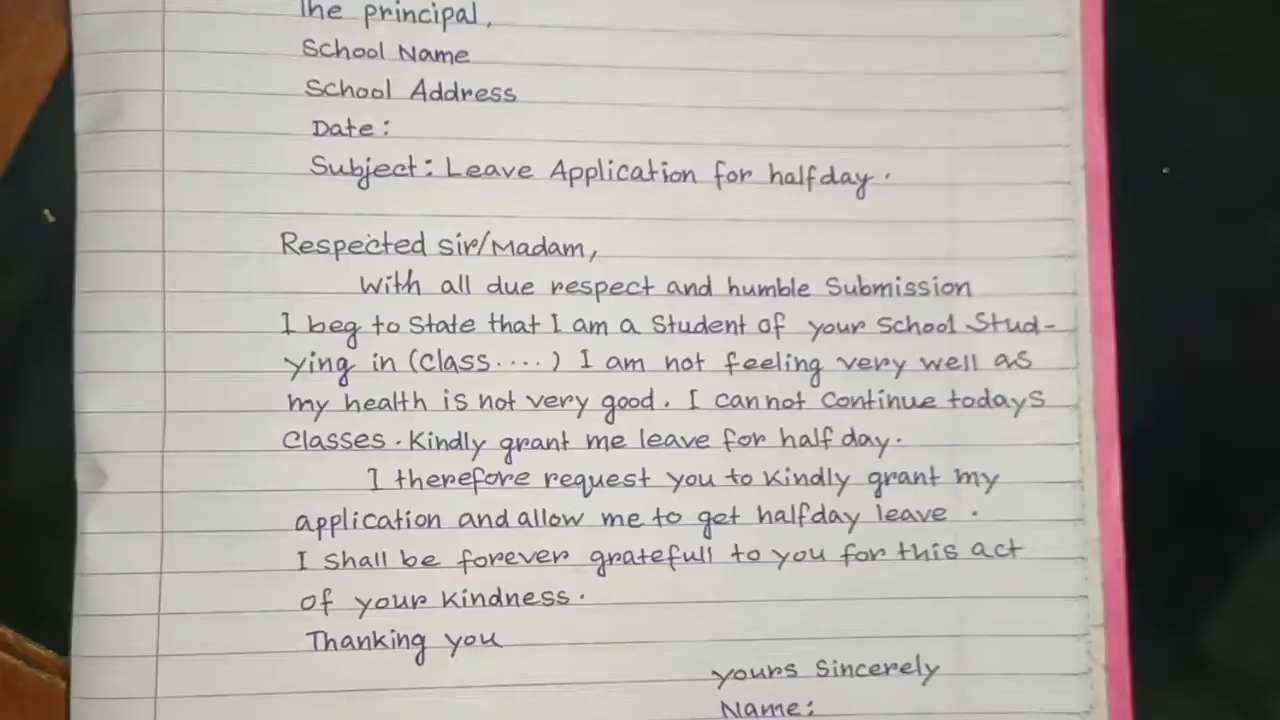 The principal,
School Name
School Address
Date:
Subject: Leave Application for halfday.
Respected sir/Madam,
With all due respect and humble Submission
I beg to State that I am a Student of your School Stud-
ying in (class....) I am not feeling very well as
my health is not very good. I cannot Continue todays
Classes. Kindly grant me leave for half day.
I therefore request you to Kindly grant my
application and allow me to get halfday leave .
I Shall be forever gratefull to you for this act
of your Kindness.
Thanking you
yours Sincerely
Name: